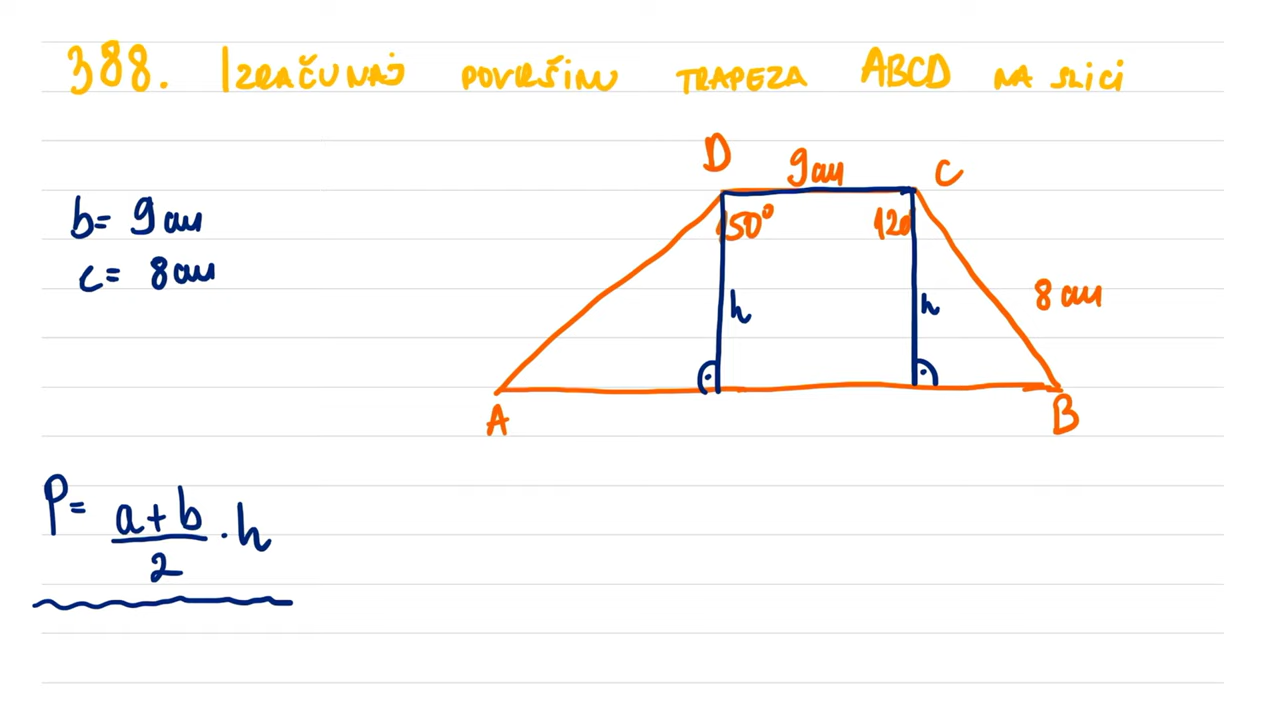 388. IZRAČUNAJ POVRŠINU TRAPEZA ABCD NA SLICI
D 9cm C
b= 9cm
150° 120
c= 8cm
8cm
h h
A B
P= a+b/2 · h